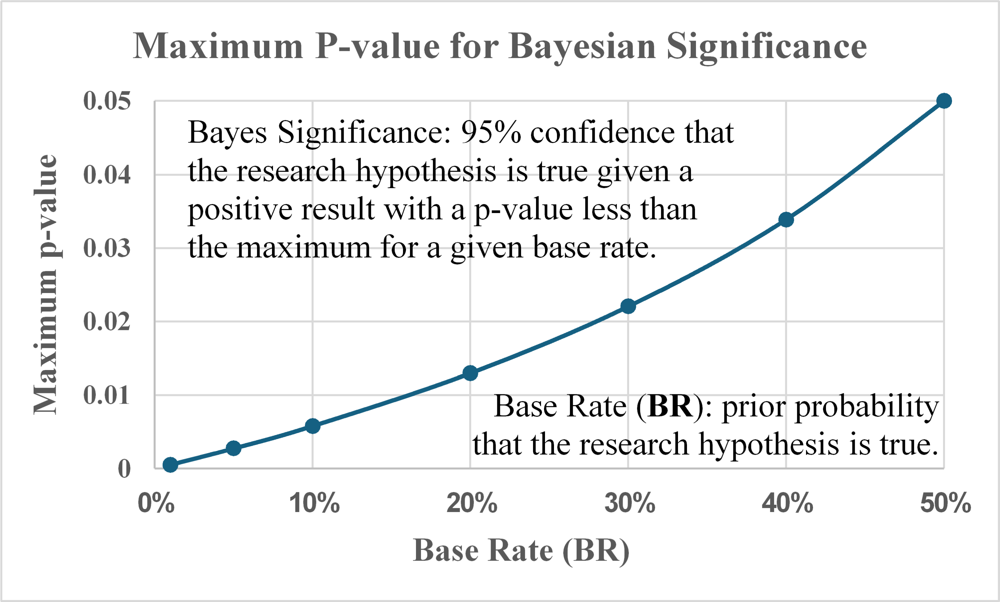 Maximum P-value for Bayesian Significance
Maximum p-value
0.05
0.04
0.03
0.02
0.01
0
Bayes Significance: 95% confidence that
the research hypothesis is true given a
positive result with a p-value less than
the maximum for a given base rate.
Base Rate (BR): prior probability
that the research hypothesis is true.
0% 10% 20% 30% 40% 50%
Base Rate (BR)